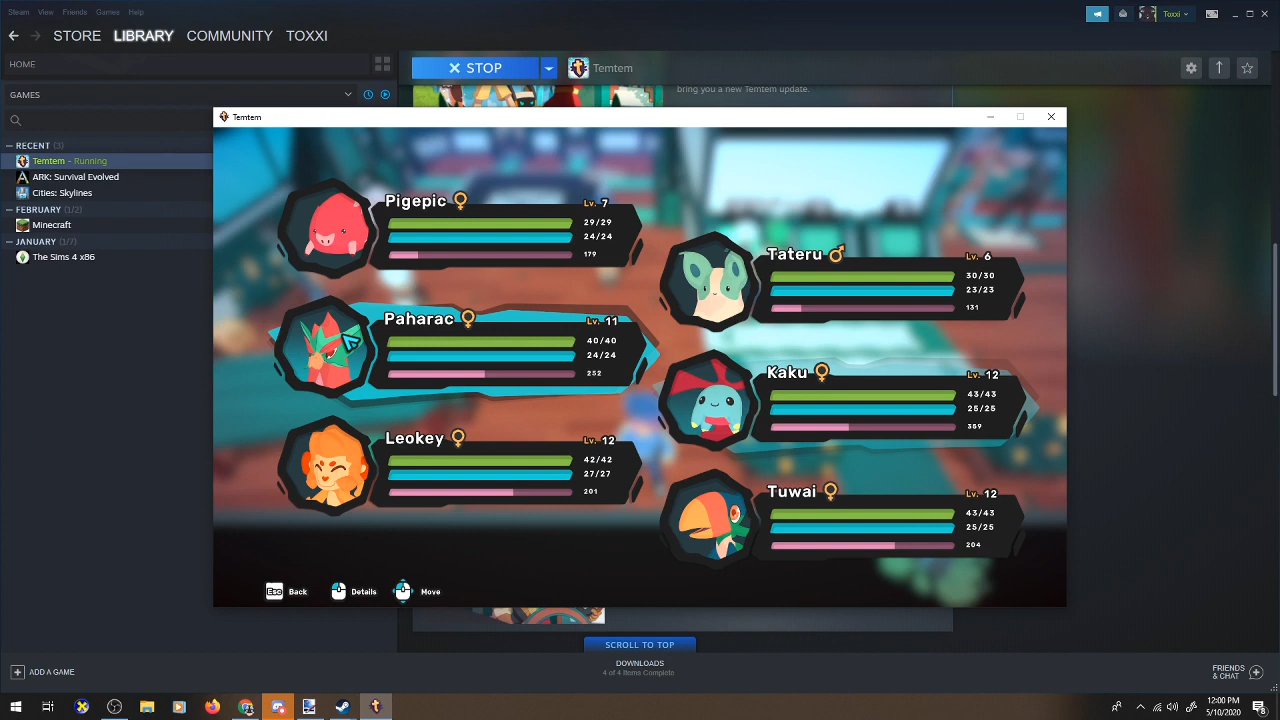 Steam View Friends Games Help
Toxxi
STORE LIBRARY COMMUNITY TOXXI
HOME
STOP
Temtem
GAMES
bring you a new Temtem update.
Temtem
RECENT (3)
Temtem - Running
ARK: Survival Evolved
Cities: Skylines
FEBRUARY (1/2)
Minecraft
JANUARY (1/7)
The Sims 4 x86
Pigepic
Lv. 7
29/29
24/24
179
Tateru
Lv. 6
30/30
23/23
131
Paharac
Lv. 11
40/40
24/24
252
Kaku
Lv. 12
43/43
25/25
359
Leokey
Lv. 12
42/42
27/27
201
Tuwai
Lv. 12
43/43
25/25
204
Esc Back Details Move
SCROLL TO TOP
ADD A GAME
DOWNLOADS
4 of 4 Items Complete
FRIENDS
& CHAT
12:00 PM
5/10/2020
8